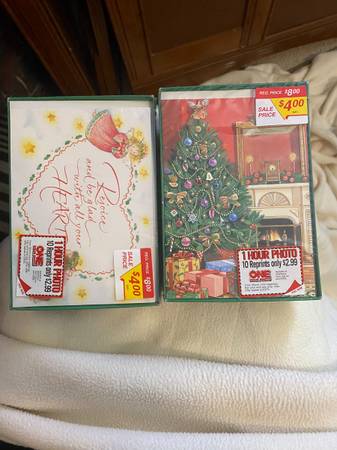 Rejoice
and be glad
with all your
HEART
1 HOUR PHOTO
10 Reprints only $2.99
ONE
SALE
PRICE
$4.00
REG. PRICE $8.00
REG. PRICE $8.00
SALE
PRICE
$4.00
1 HOUR PHOTO
10 Reprints only $2.99
ONE